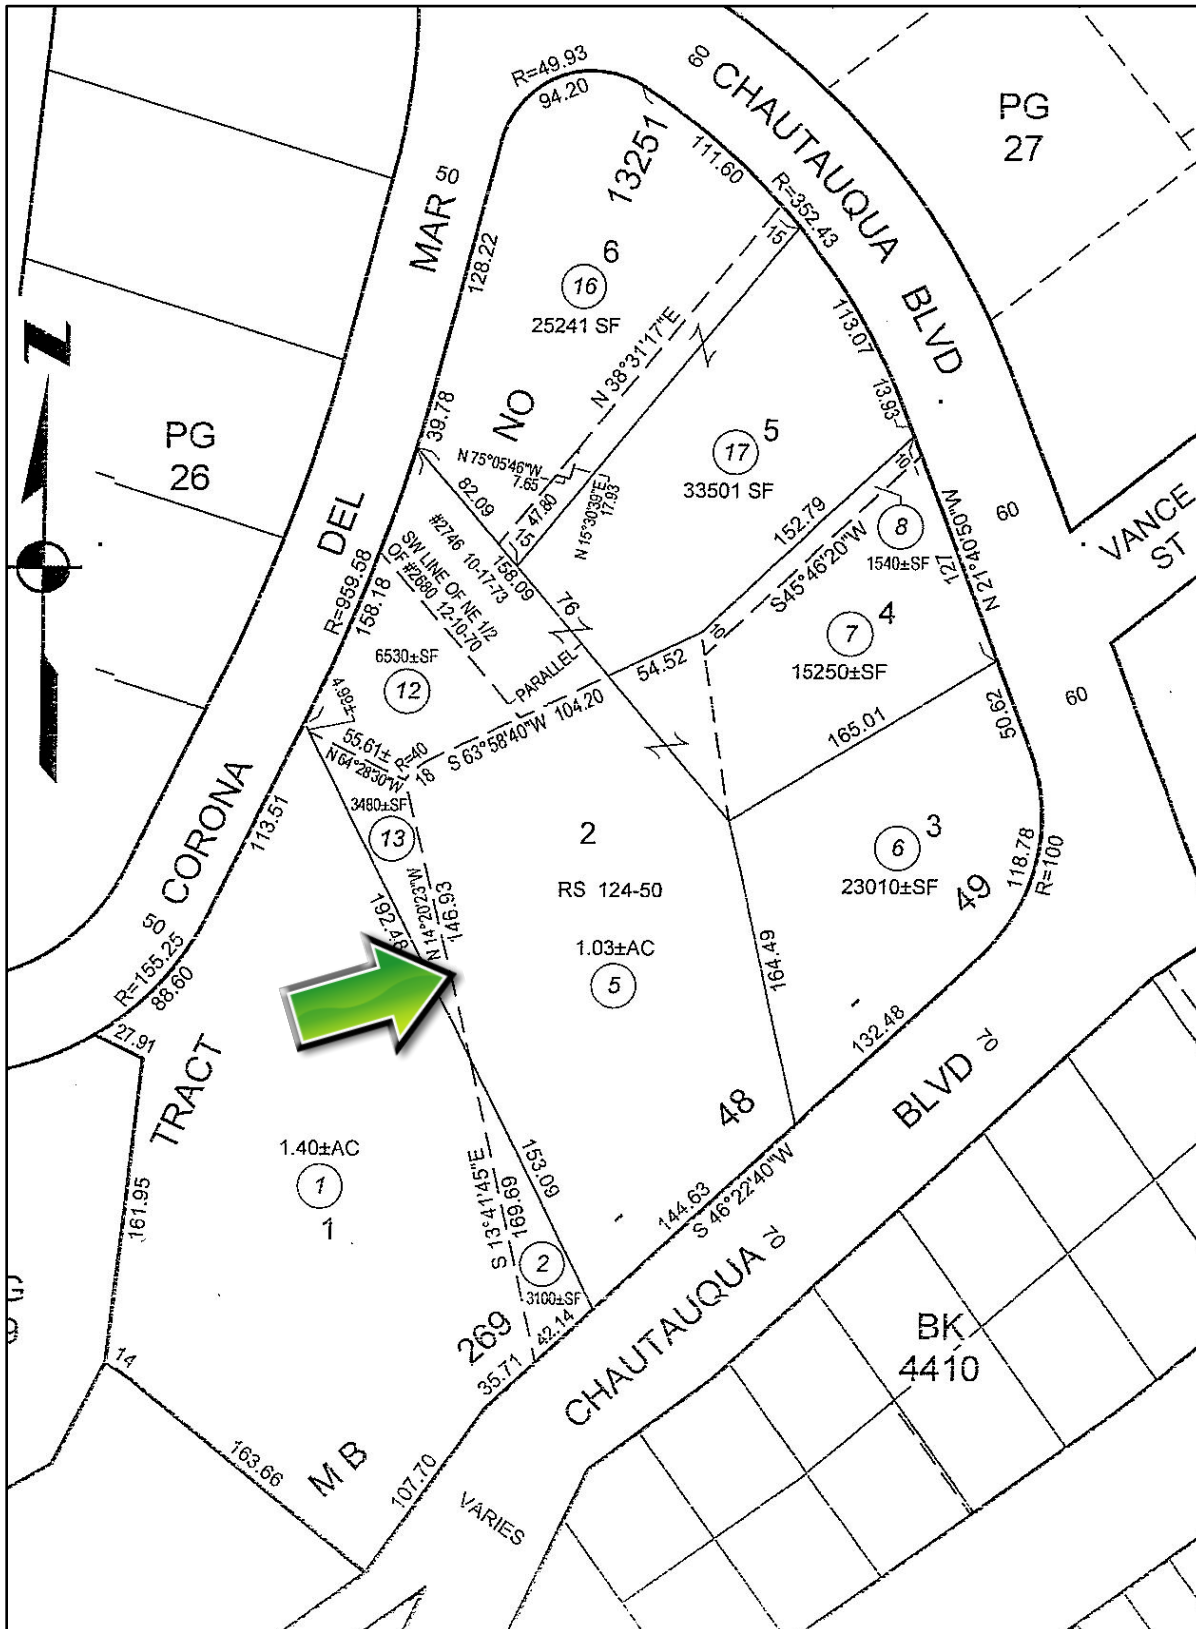 R=49.93
94.20
60
CHAUTAUQUA BLVD
PG
27
13251
111.60
R=352.43
15
50
MAR
128.22
6
16
25241 SF
N 38°31'17"E
113.07
13.93
Z
39.78
NO
PG
26
N 75°05'46"W
7.65
5
17
33501 SF
82.09
47.80
N 15°30'39"E
17.93
15
158.09
152.79
10
8
1540±SF
N 21°40'50"W
127
60
VANCE
ST
DEL
#2746 10-17-73
SW LINE OF NE 1/2
OF #2680 12-10-70
R=959.58
158.18
76
S45°46'20"W
4
7
15250±SF
10
6530±SF
12
PARALLEL
54.52
4.98±
55.61±
N 64°28'30"W
R=40
18
S 63°58'40"W
104.20
165.01
50.62
60
CORONA
113.51
3480±SF
13
2
RS 124-50
1.03±AC
5
3
6
23010±SF
49
118.78
R=100
N 14°20'23"W
146.93
192.48
50
R=155.25
88.60
27.91
164.49
132.48
TRACT
48
BLVD
70
1.40±AC
1
1
161.95
153.09
S 13°41'45"E
169.69
144.63
S 46°22'40"W
2
3100±SF
42.14
35.71
269
CHAUTAUQUA
70
BK
4410
14
163.66
M B
107.70
VARIES